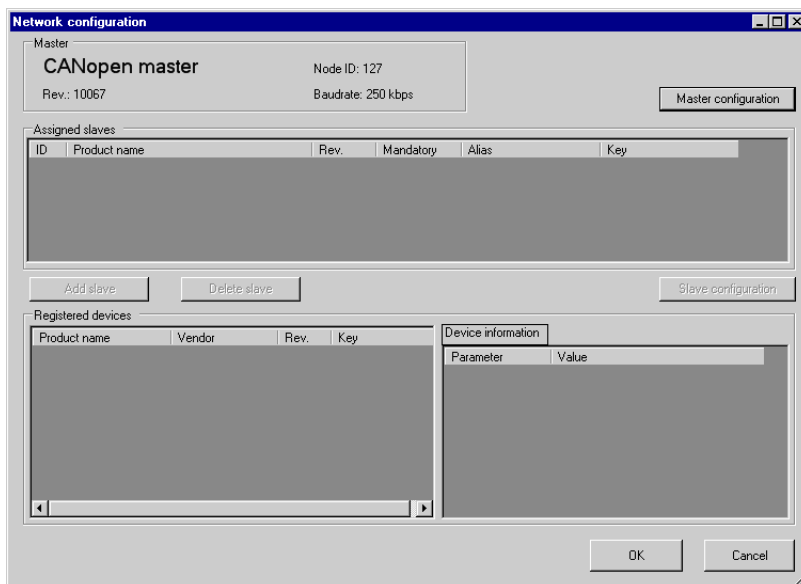 Network configuration
Master
CANopen master
Node ID: 127
Rev.: 10067
Baudrate: 250 kbps
Master configuration
Assigned slaves
ID Product name Rev. Mandatory Alias Key
Add slave Delete slave Slave configuration
Registered devices
Product name Vendor Rev. Key
Device information
Parameter Value
OK Cancel